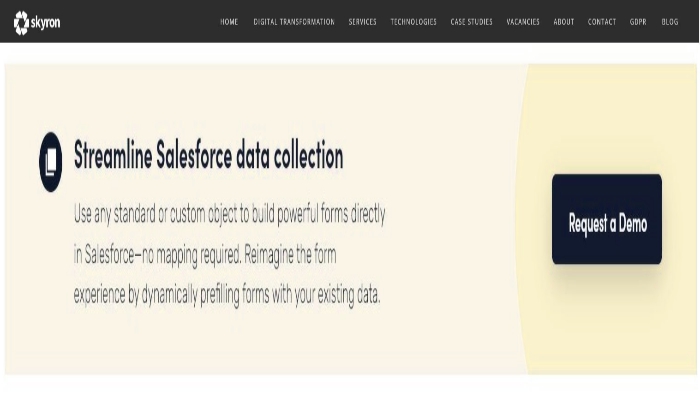 skyron
HOME DIGITAL TRANSFORMATION SERVICES TECHNOLOGIES CASE STUDIES VACANCIES ABOUT CONTACT GDPR BLOG
Streamline Salesforce data collection
Use any standard or custom object to build powerful forms directly
in Salesforce—no mapping required. Reimagine the form
experience by dynamically prefilling forms with your existing data.
Request a Demo